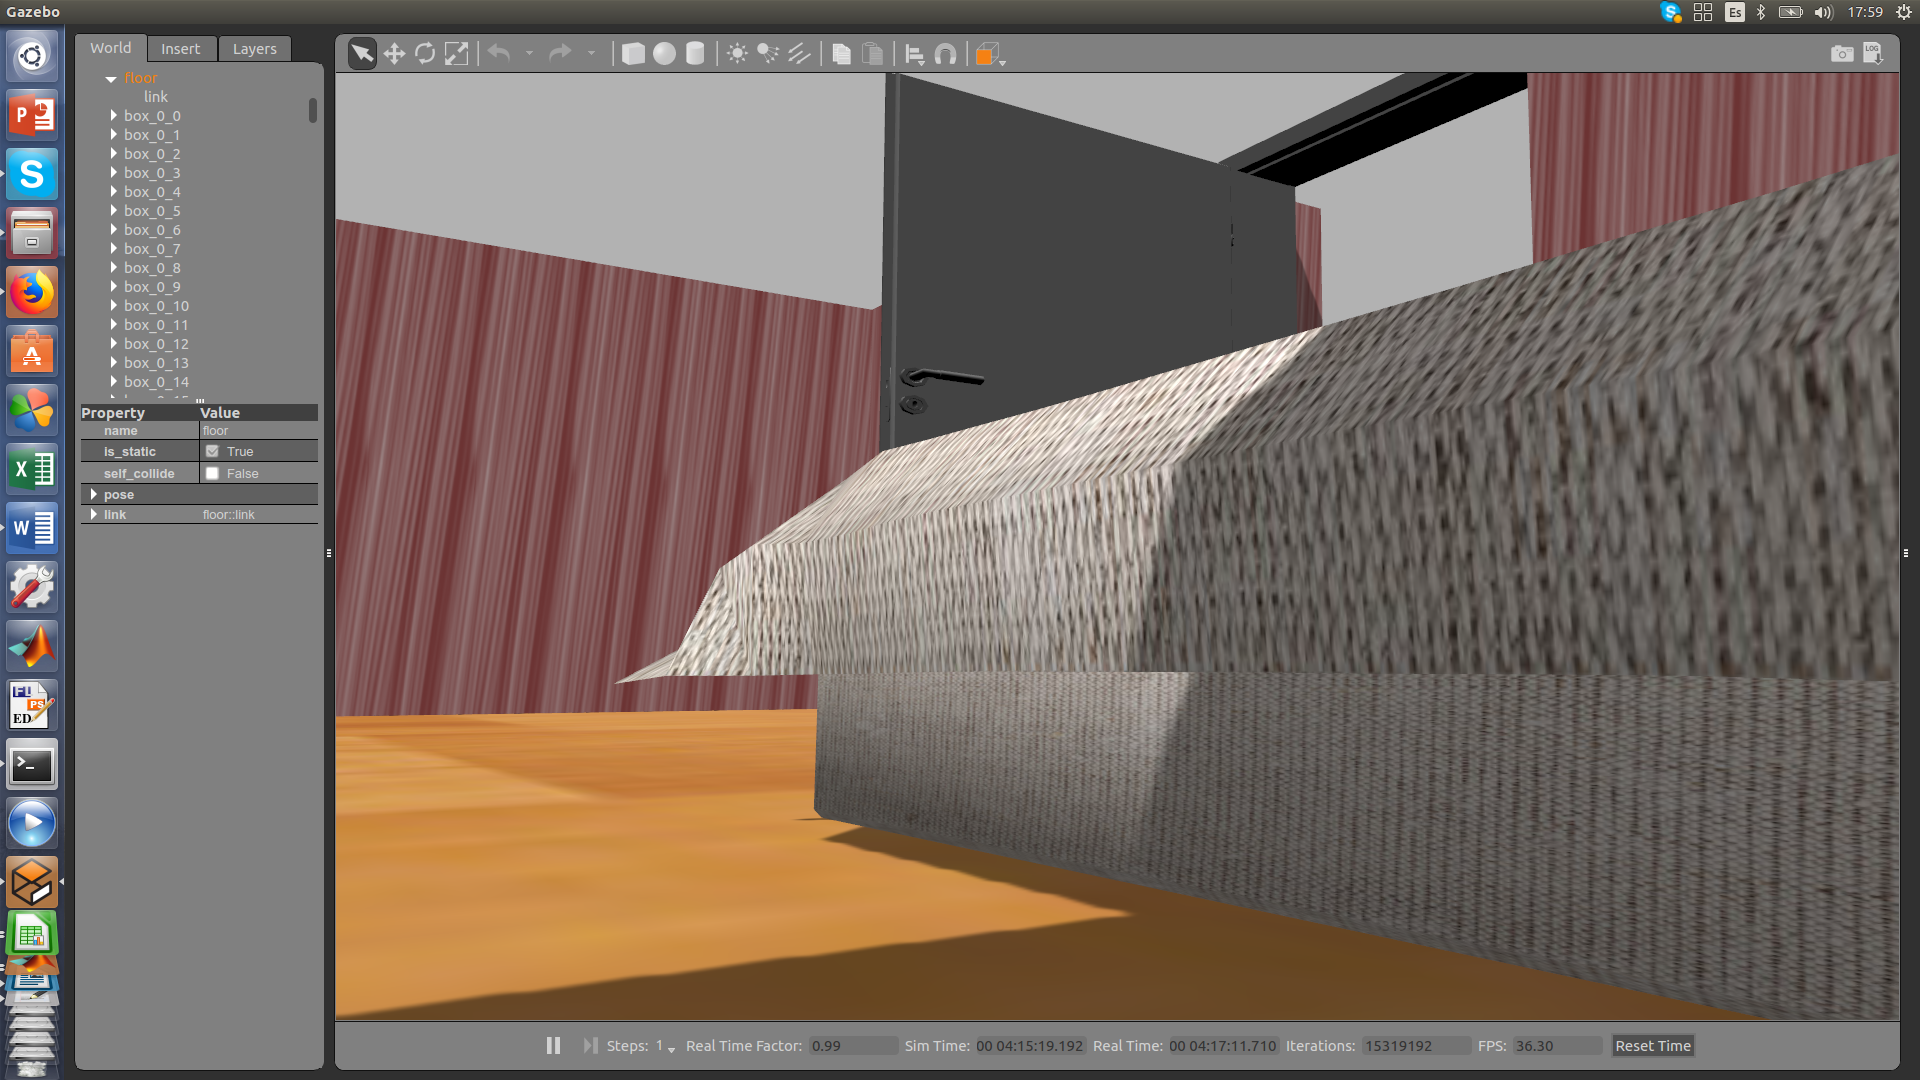 Gazebo
Es
17:59
World
Insert
Layers
LOG
floor
link
box_0_0
box_0_1
box_0_2
box_0_3
box_0_4
box_0_5
box_0_6
box_0_7
box_0_8
box_0_9
box_0_10
box_0_11
box_0_12
box_0_13
box_0_14
Property Value
name floor
is_static True
self_collide False
pose
link floor::link
P
S
A
X
W
ED
PS
>_
Steps: 1
Real Time Factor: 0.99
Sim Time: 00 04:15:19.192
Real Time: 00 04:17:11.710
Iterations: 15319192
FPS: 36.30
Reset Time